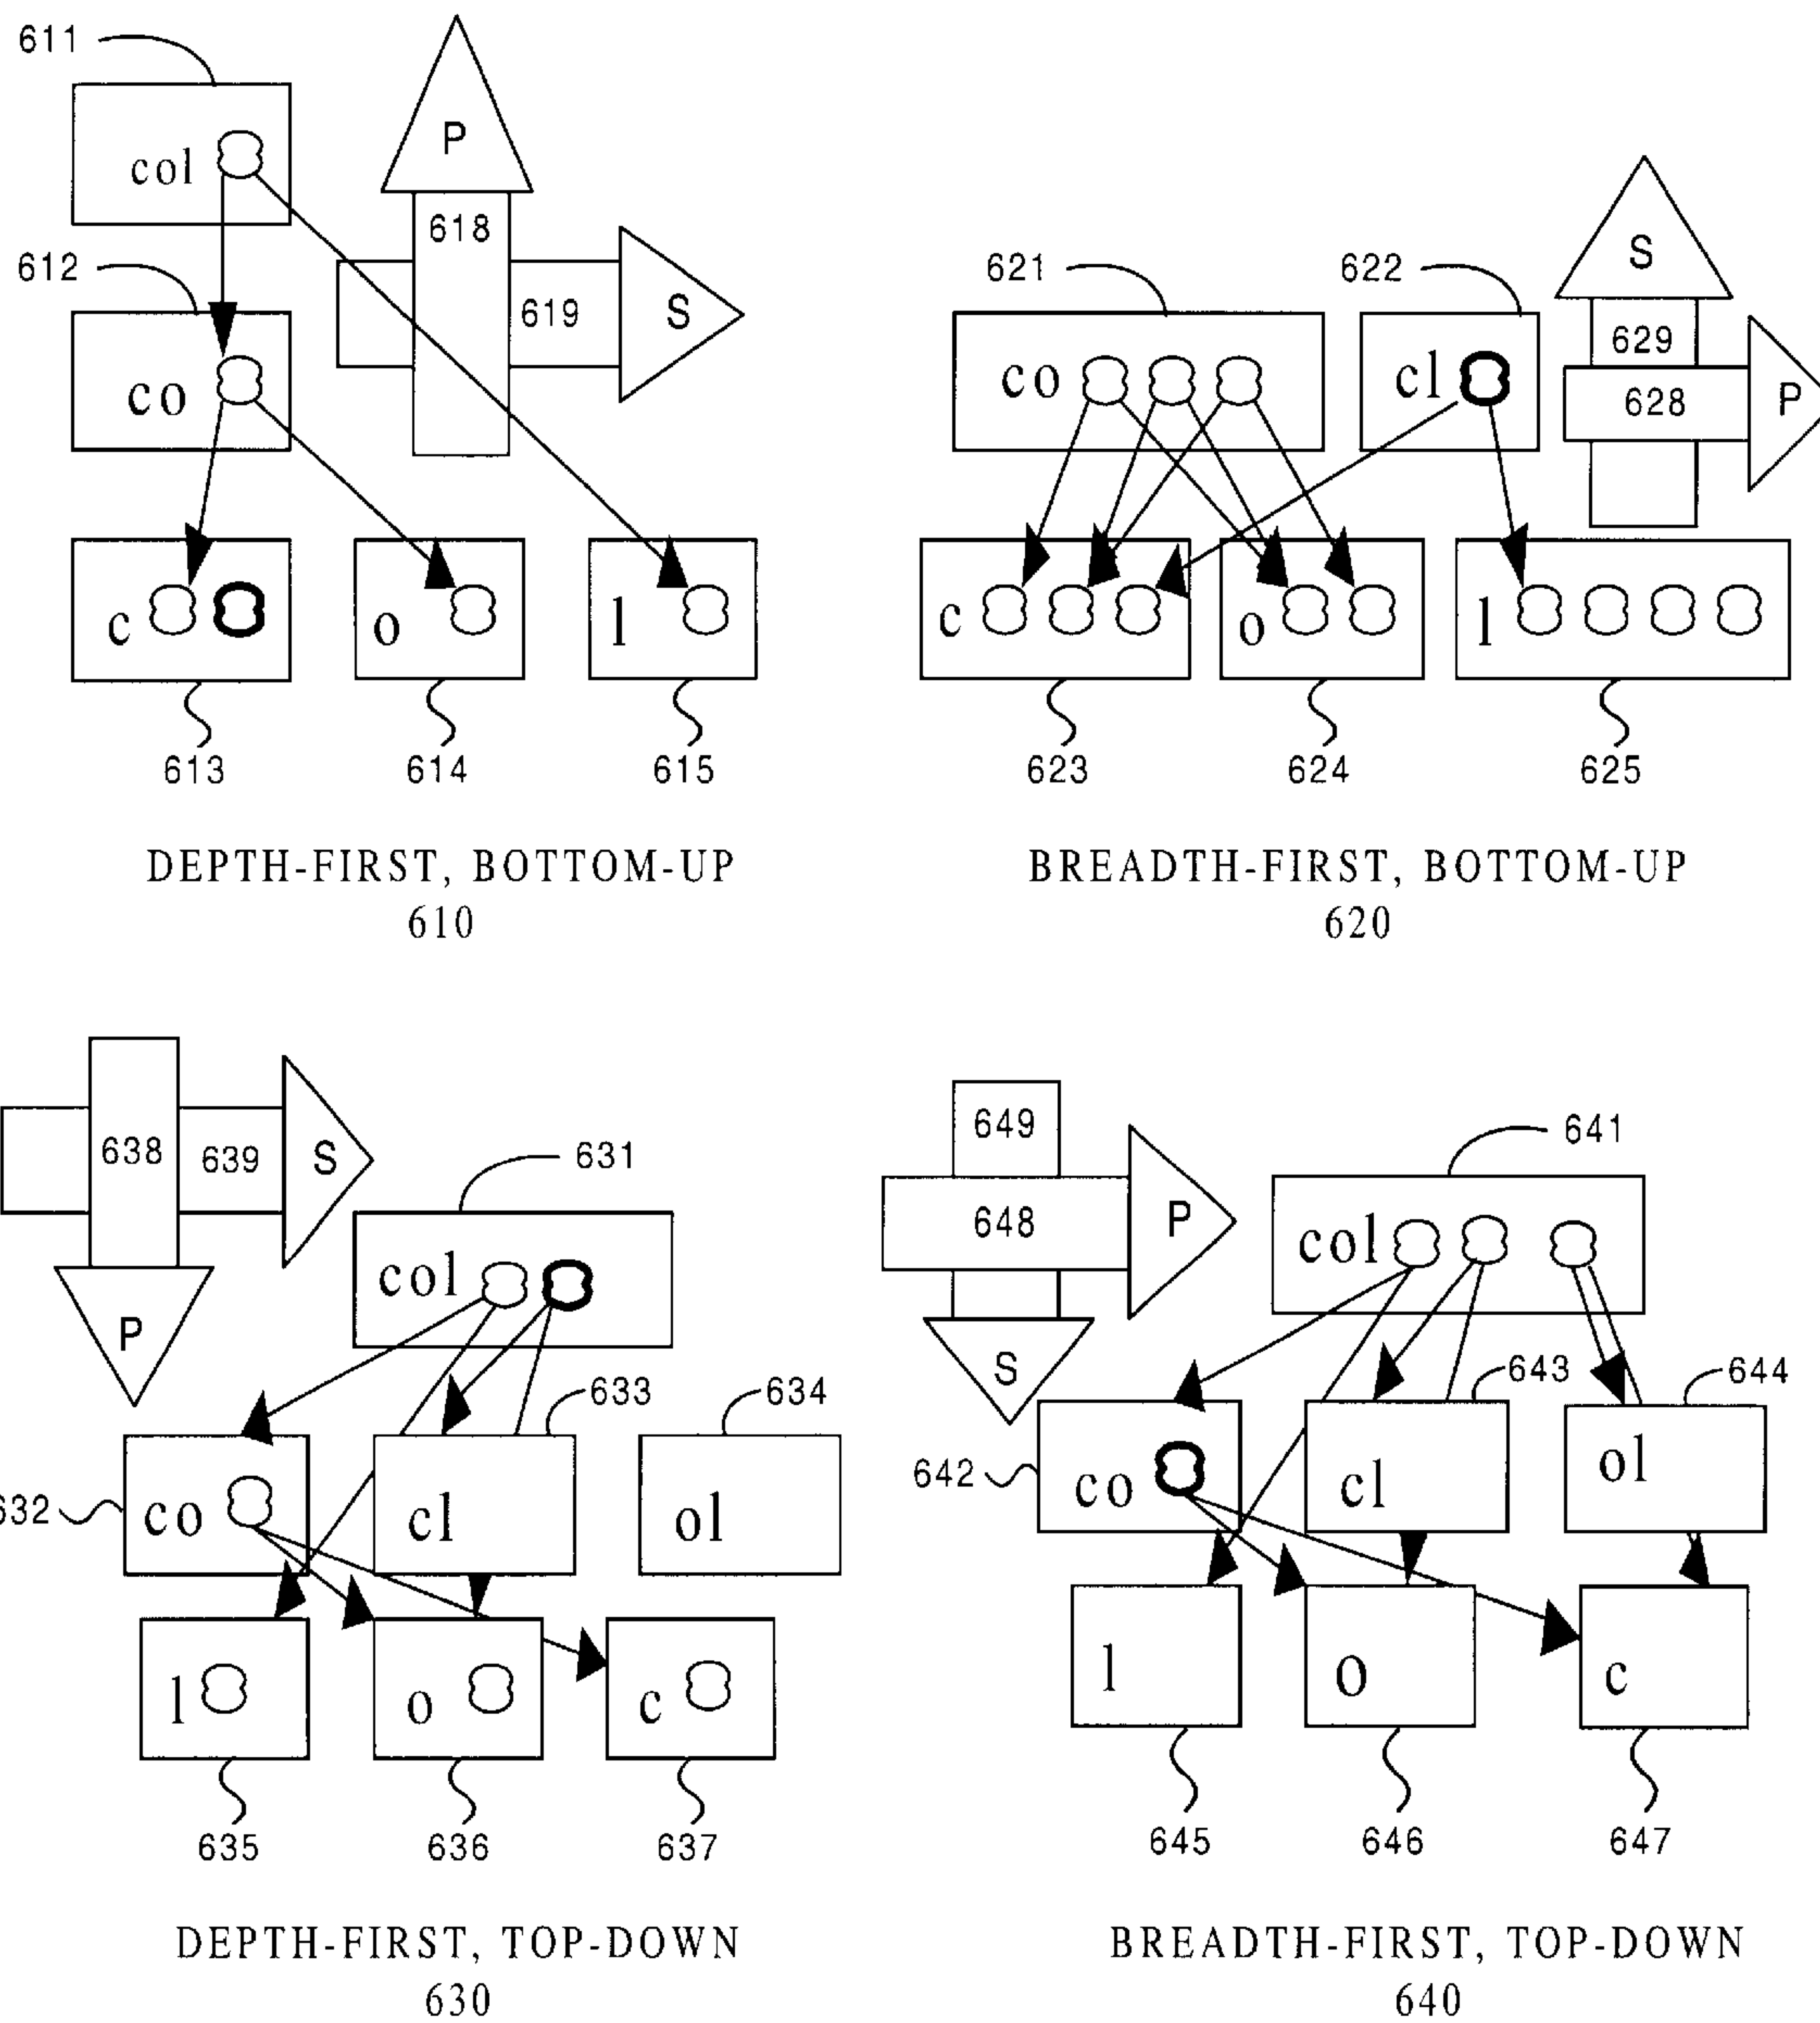 611
col
P
618
612
co
619
S
c
o
l
613
614
615
DEPTH-FIRST, BOTTOM-UP
610
621
622
S
co
cl
629
628
P
c
o
l
623
624
625
BREADTH-FIRST, BOTTOM-UP
620
638
639
S
P
631
col
633
634
632
co
cl
ol
l
o
c
635
636
637
DEPTH-FIRST, TOP-DOWN
630
649
648
P
S
641
col
643
644
642
co
cl
ol
l
o
c
645
646
647
BREADTH-FIRST, TOP-DOWN
640